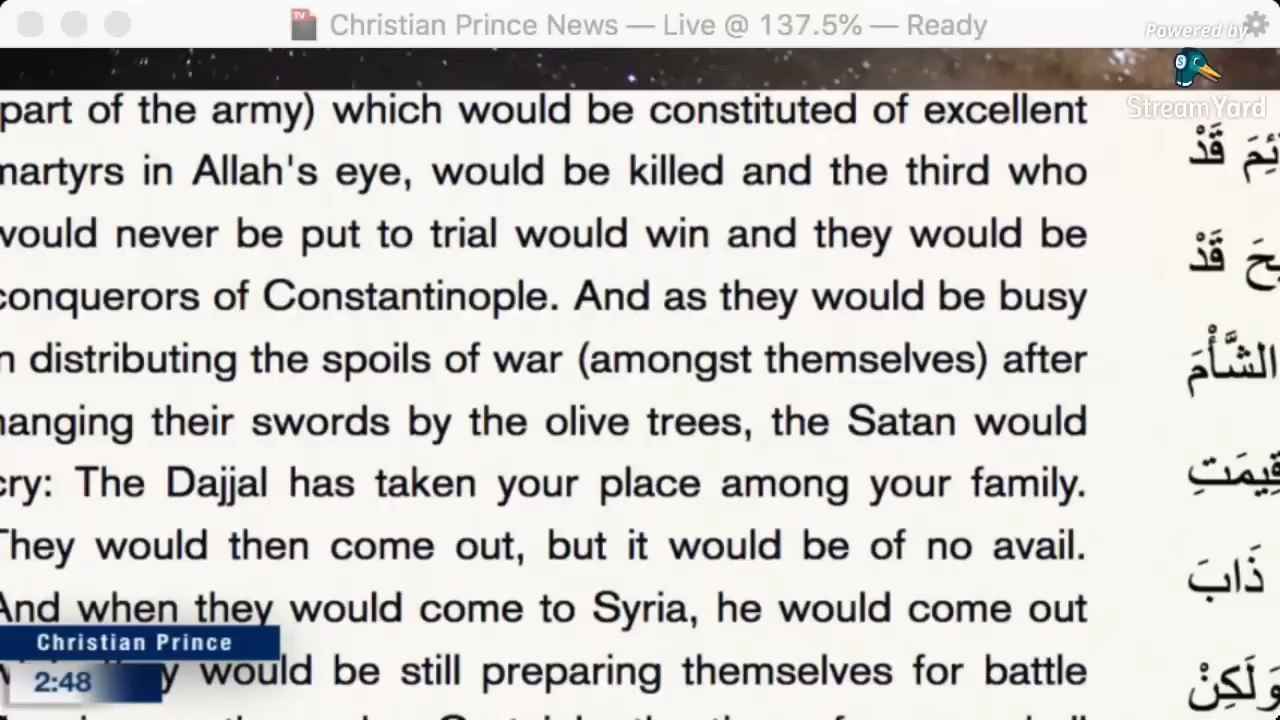 Christian Prince News — Live @ 137.5% — Ready
Powered by
StreamYard
part of the army) which would be constituted of excellent
martyrs in Allah's eye, would be killed and the third who
would never be put to trial would win and they would be
conquerors of Constantinople. And as they would be busy
in distributing the spoils of war (amongst themselves) after
hanging their swords by the olive trees, the Satan would
cry: The Dajjal has taken your place among your family.
They would then come out, but it would be of no avail.
And when they would come to Syria, he would come out
would be still preparing themselves for battle
قَدْ
قَدْ
الشَّأْمَ
ذَابَ
وَلَكِنْ
Christian Prince
2:48